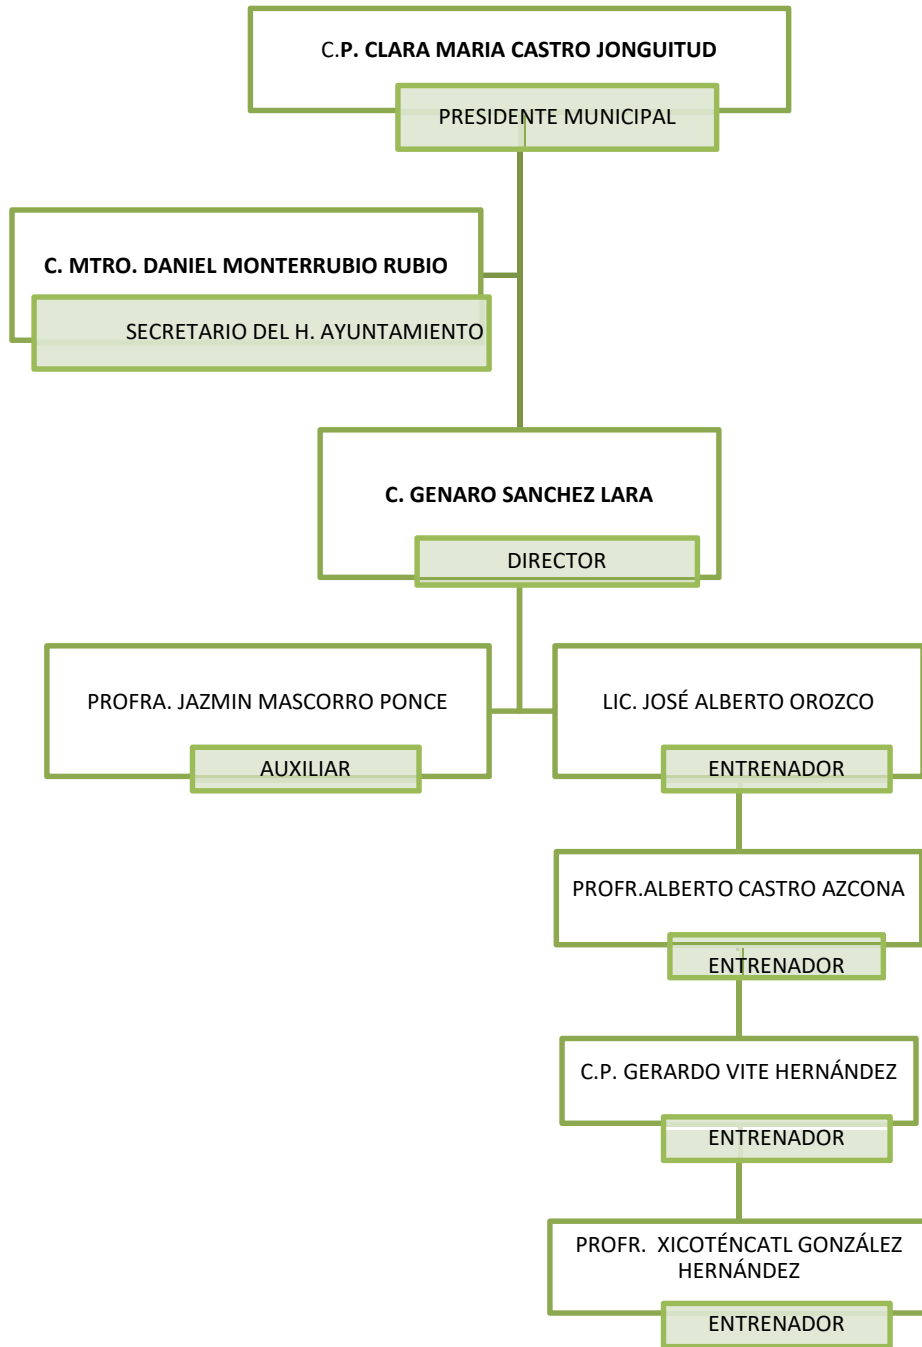 C.P. CLARA MARIA CASTRO JONGUITUD
PRESIDENTE MUNICIPAL
C. MTRO. DANIEL MONTERRUBIO RUBIO
SECRETARIO DEL H. AYUNTAMIENTO
C. GENARO SANCHEZ LARA
DIRECTOR
PROFRA. JAZMIN MASCORRO PONCE
AUXILIAR
LIC. JOSÉ ALBERTO OROZCO
ENTRENADOR
PROFR.ALBERTO CASTRO AZCONA
ENTRENADOR
C.P. GERARDO VITE HERNÁNDEZ
ENTRENADOR
PROFR. XICOTÉNCATL GONZÁLEZ
HERNÁNDEZ
ENTRENADOR